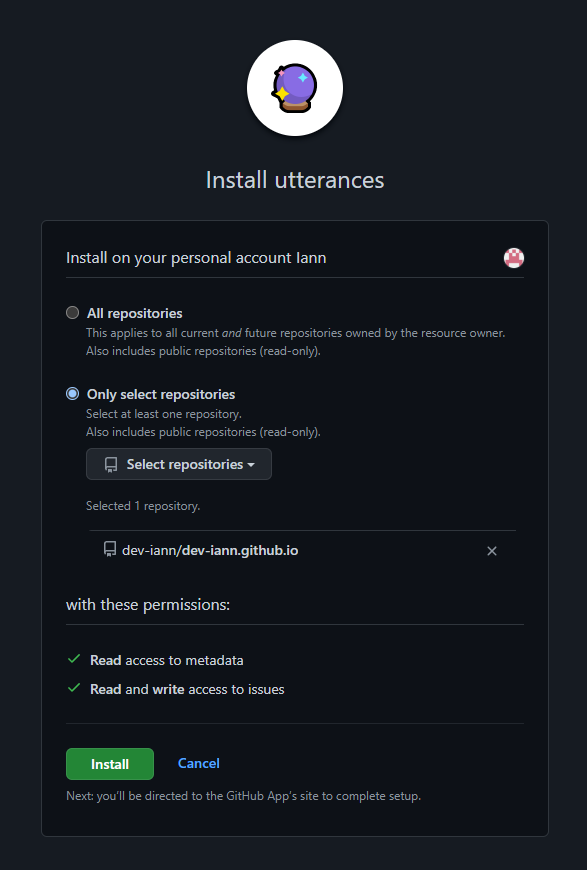 Install utterances
Install on your personal account Iann
All repositories
This applies to all current and future repositories owned by the resource owner.
Also includes public repositories (read-only).
Only select repositories
Select at least one repository.
Also includes public repositories (read-only).
Select repositories
Selected 1 repository.
dev-iann/dev-iann.github.io
with these permissions:
Read access to metadata
Read and write access to issues
Install Cancel
Next: you'll be directed to the GitHub App's site to complete setup.